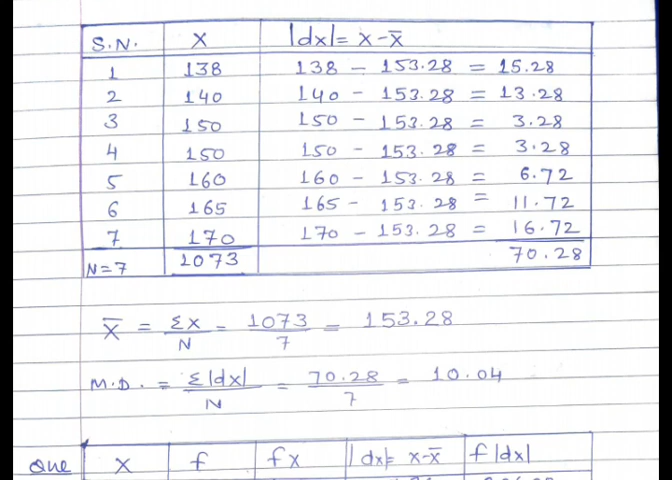 S.N. X |dx| = x-x̄
1 138 138 - 153.28 = 15.28
2 140 140 - 153.28 = 13.28
3 150 150 - 153.28 = 3.28
4 150 150 - 153.28 = 3.28
5 160 160 - 153.28 = 6.72
6 165 165 - 153.28 = 11.72
7 170 170 - 153.28 = 16.72
N=7 1073 70.28
x̄ = Σx/N = 1073/7 = 153.28
M.D. = Σ|dx|/N = 70.28/7 = 10.04
Que X f fx |dx|= x-x̄ f|dx|